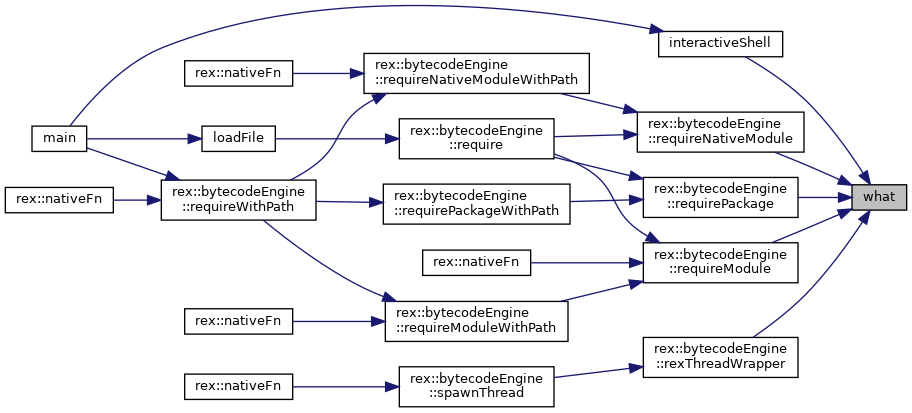 interactiveShell
rex::bytecodeEngine
::requireNativeModuleWithPath
rex::nativeFn
rex::bytecodeEngine
::requireNativeModule
rex::bytecodeEngine
::require
main
loadFile
rex::bytecodeEngine
::requireWithPath
rex::bytecodeEngine
::requirePackageWithPath
rex::bytecodeEngine
::requirePackage
what
rex::nativeFn
rex::bytecodeEngine
::requireModule
rex::nativeFn
rex::bytecodeEngine
::requireModuleWithPath
rex::nativeFn
rex::bytecodeEngine
::rexThreadWrapper
rex::bytecodeEngine
::spawnThread
rex::nativeFn